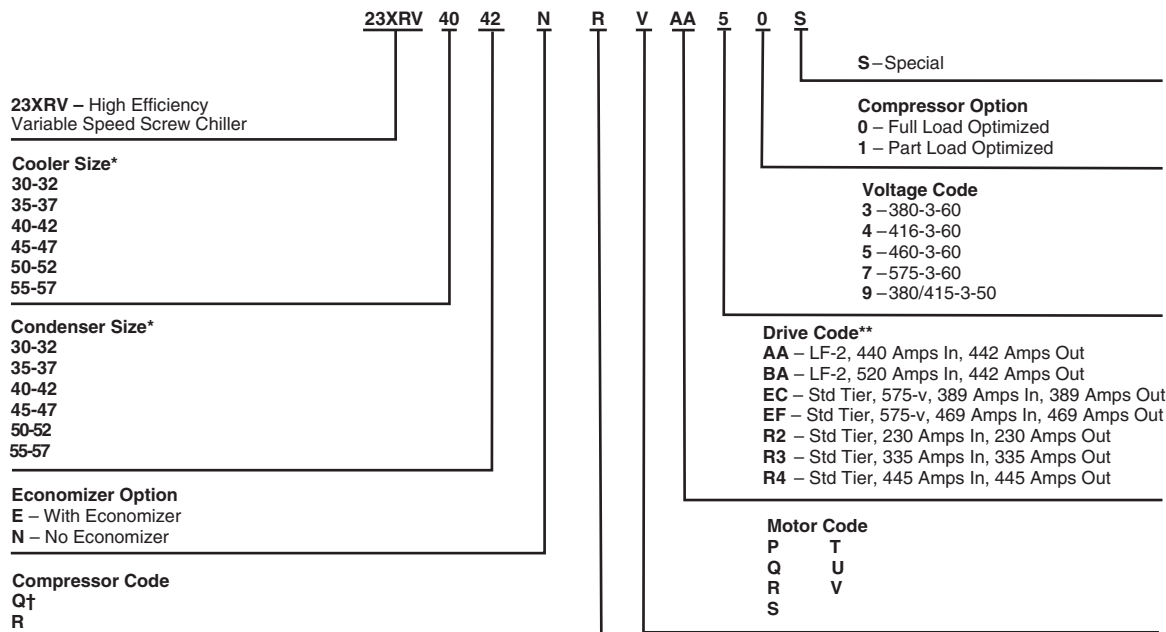 23XRV 40 42 N R V AA 5 0 S
23XRV – High Efficiency
Variable Speed Screw Chiller
Cooler Size*
30-32
35-37
40-42
45-47
50-52
55-57
Condenser Size*
30-32
35-37
40-42
45-47
50-52
55-57
Economizer Option
E – With Economizer
N – No Economizer
Compressor Code
Q†
R
S – Special
Compressor Option
0 – Full Load Optimized
1 – Part Load Optimized
Voltage Code
3 – 380-3-60
4 – 416-3-60
5 – 460-3-60
7 – 575-3-60
9 – 380/415-3-50
Drive Code**
AA – LF-2, 440 Amps In, 442 Amps Out
BA – LF-2, 520 Amps In, 442 Amps Out
EC – Std Tier, 575-v, 389 Amps In, 389 Amps Out
EF – Std Tier, 575-v, 469 Amps In, 469 Amps Out
R2 – Std Tier, 230 Amps In, 230 Amps Out
R3 – Std Tier, 335 Amps In, 335 Amps Out
R4 – Std Tier, 445 Amps In, 445 Amps Out
Motor Code
P T
Q U
R V
S